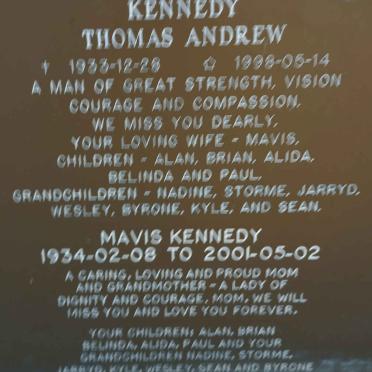 KENNEDY
THOMAS ANDREW
✝ 1933-12-28 ✩ 1998-05-14
A MAN OF GREAT STRENGTH, VISION
COURAGE AND COMPASSION.
WE MISS YOU DEARLY.
YOUR LOVING WIFE - MAVIS,
CHILDREN - ALAN, BRIAN, ALIDA,
BELINDA AND PAUL.
GRANDCHILDREN - NADINE, STORME, JARRYD,
WESLEY, BYRONE, KYLE, AND SEAN.
MAVIS KENNEDY
1934-02-08 TO 2001-05-02
A CARING, LOVING AND PROUD MOM
AND GRANDMOTHER - A LADY OF
DIGNITY AND COURAGE, MOM, WE WILL
MISS YOU AND LOVE YOU FOREVER.
YOUR CHILDREN: ALAN, BRIAN
BELINDA, ALIDA, PAUL AND YOUR
GRANDCHILDREN NADINE, STORME,
JARRYD, KYLE, WESLEY, SEAN AND BYRONE